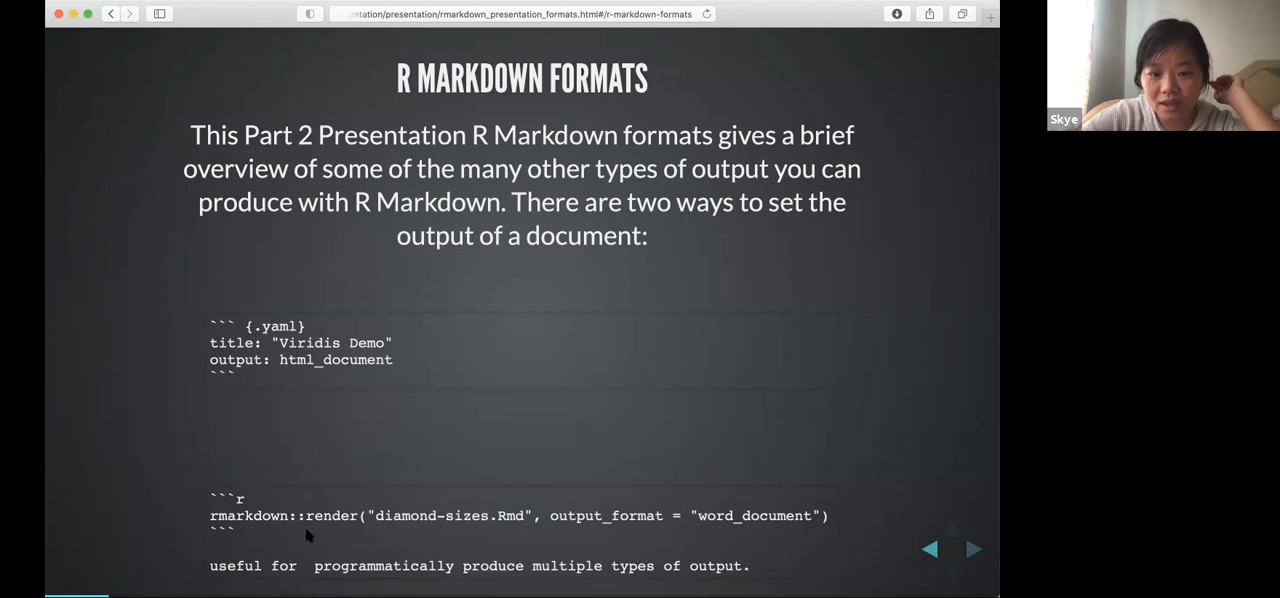 ntation/presentation/rmarkdown_presentation_formats.html#/r-markdown-formats
R MARKDOWN FORMATS
This Part 2 Presentation R Markdown formats gives a brief
overview of some of the many other types of output you can
produce with R Markdown. There are two ways to set the
output of a document:
``` {.yaml}
title: "Viridis Demo"
output: html_document
```
```r
rmarkdown::render("diamond-sizes.Rmd", output_format = "word_document")
```
useful for  programmatically produce multiple types of output.
Skye